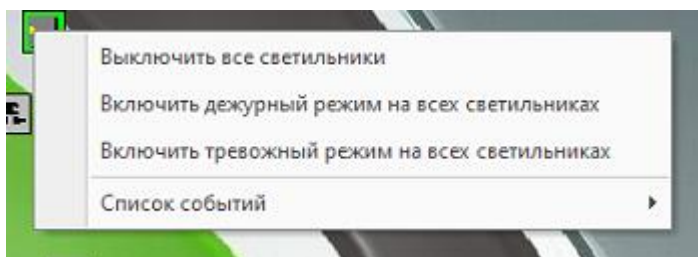 Выключить все светильники
Включить дежурный режим на всех светильниках
Включить тревожный режим на всех светильниках
Список событий